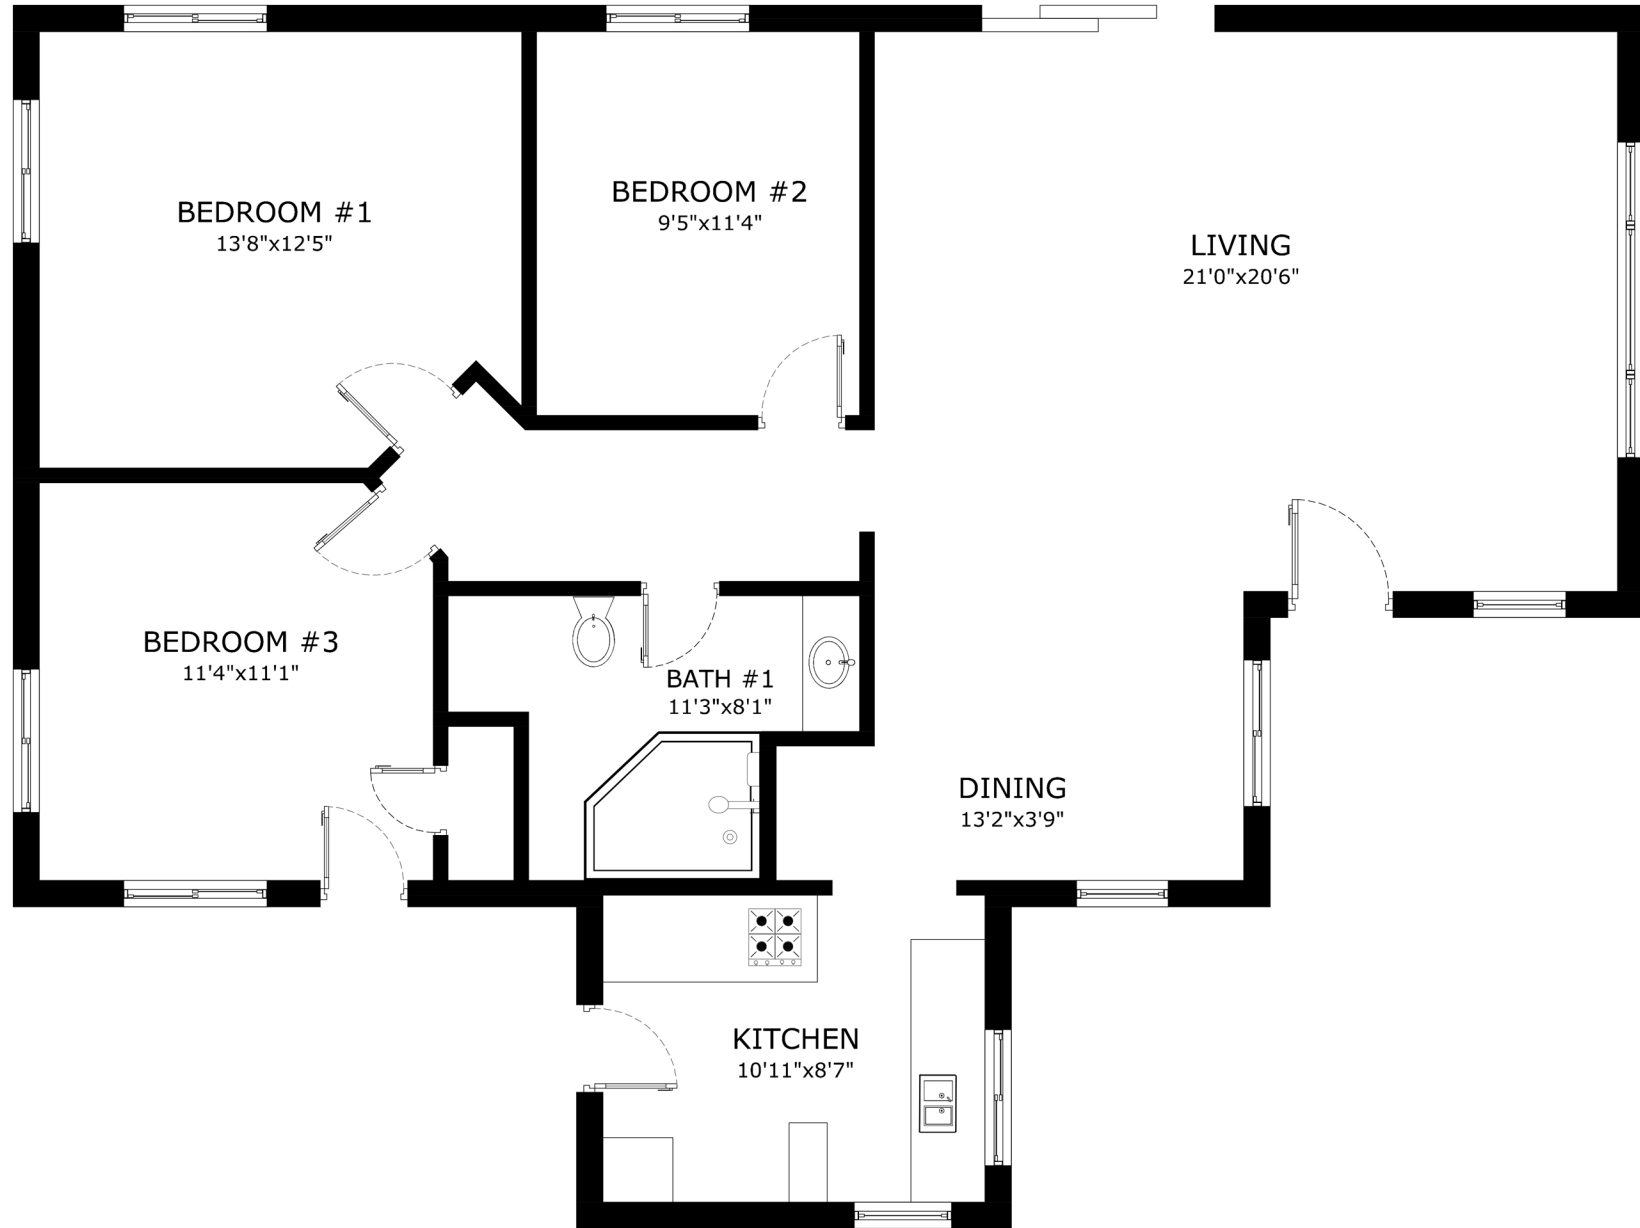 BEDROOM #1
13'8"x12'5"
BEDROOM #2
9'5"x11'4"
LIVING
21'0"x20'6"
BEDROOM #3
11'4"x11'1"
BATH #1
11'3"x8'1"
DINING
13'2"x3'9"
KITCHEN
10'11"x8'7"